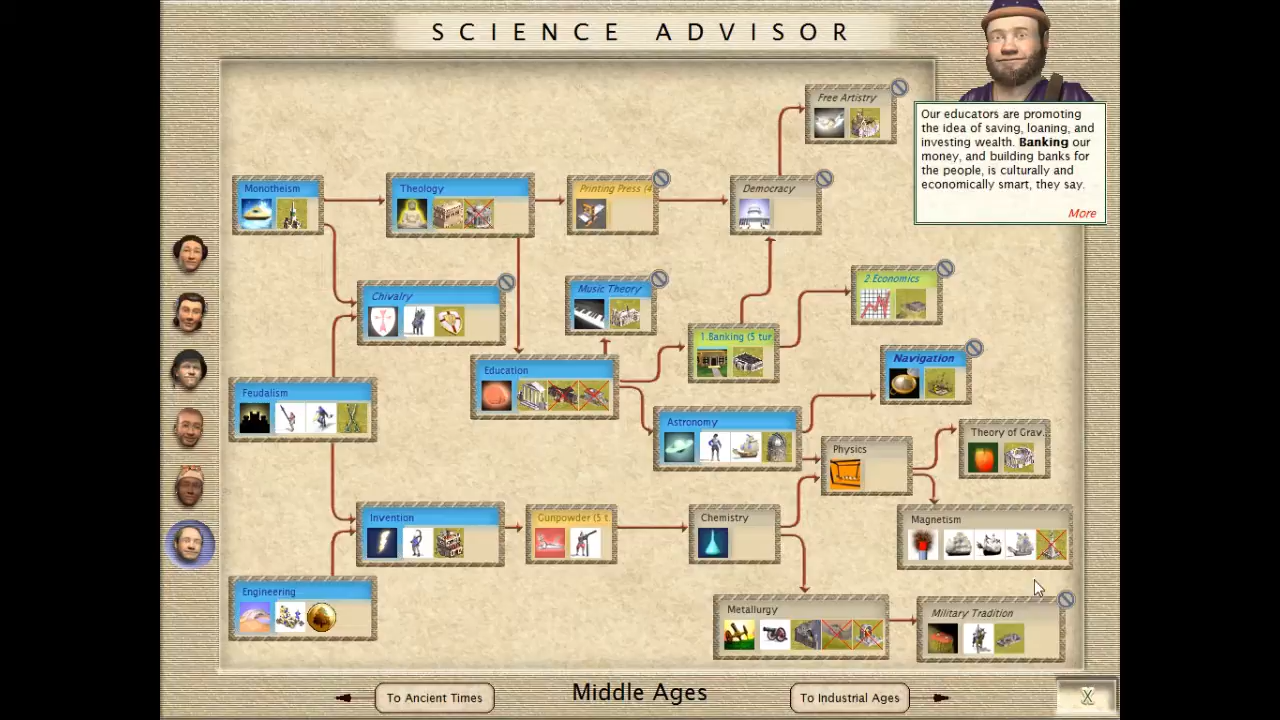 SCIENCE ADVISOR
Our educators are promoting
the idea of saving, loaning, and
investing wealth. Banking our
money, and building banks for
the people, is culturally and
economically smart, they say.
More
Free Artistry
Monotheism
Theology
Printing Press (4
Democracy
Chivalry
Music Theory
2 Economics
1.Banking (5 tur
Education
Navigation
Feudalism
Astronomy
Physics
Theory of Grav..
Invention
Gunpowder (5 t.
Chemistry
Magnetism
Engineering
Metallurgy
Military Tradition
To Ancient Times
Middle Ages
To Industrial Ages
X